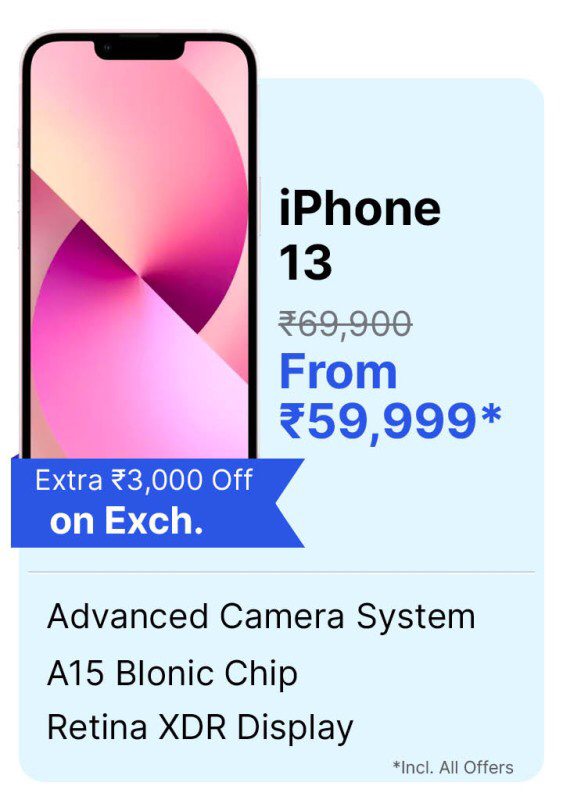 iPhone
13
₹69,900
From
₹59,999*
Extra ₹3,000 Off
on Exch.
Advanced Camera System
A15 BIonic Chip
Retina XDR Display
*Incl. All Offers